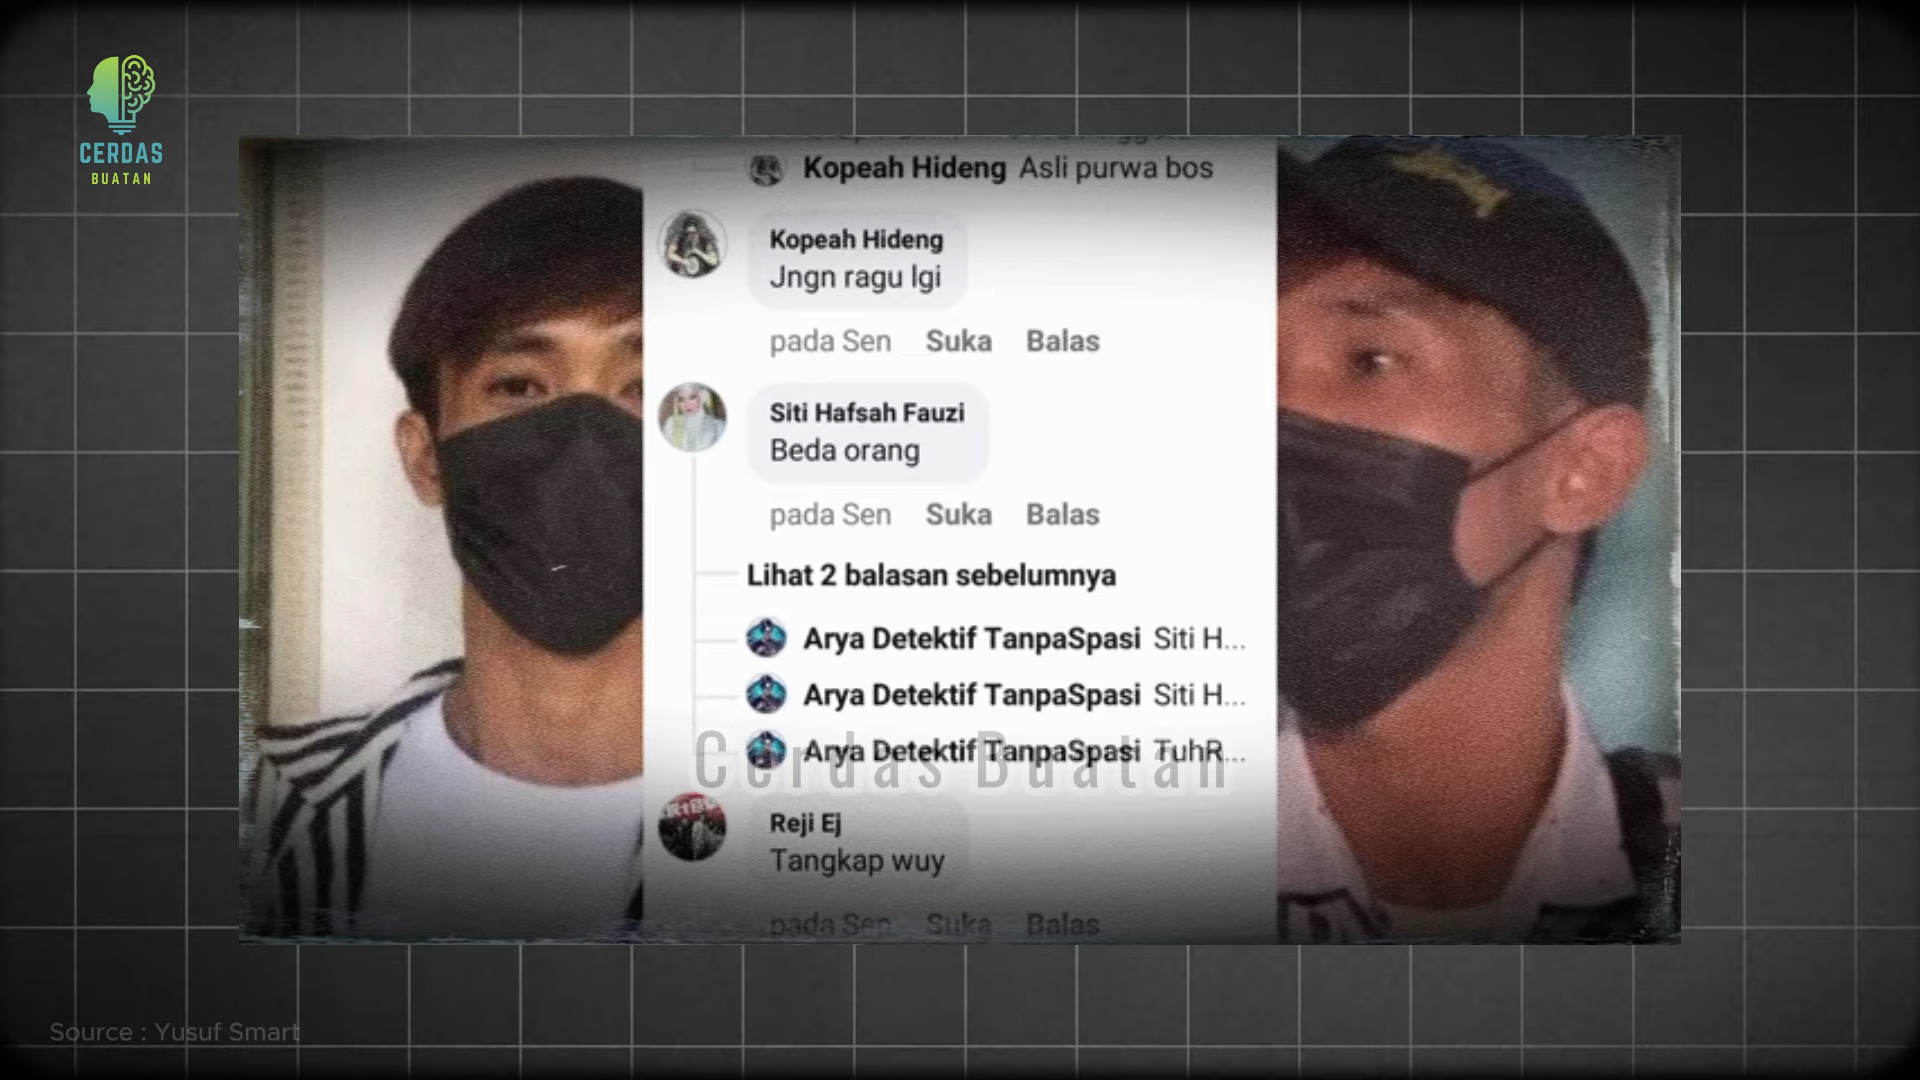 CERDAS
BUATAN
Kopeah Hideng Asli purwa bos
Kopeah Hideng
Jngn ragu lgi
pada Sen Suka Balas
Siti Hafsah Fauzi
Beda orang
pada Sen Suka Balas
Lihat 2 balasan sebelumnya
Arya Detektif TanpaSpasi Siti H...
Arya Detektif TanpaSpasi Siti H...
Arya Detektif TanpaSpasi TuhR...
Cerdas Buatan
Reji Ej
Tangkap wuy
pada Sen Suka Balas
Source : Yusuf Smart